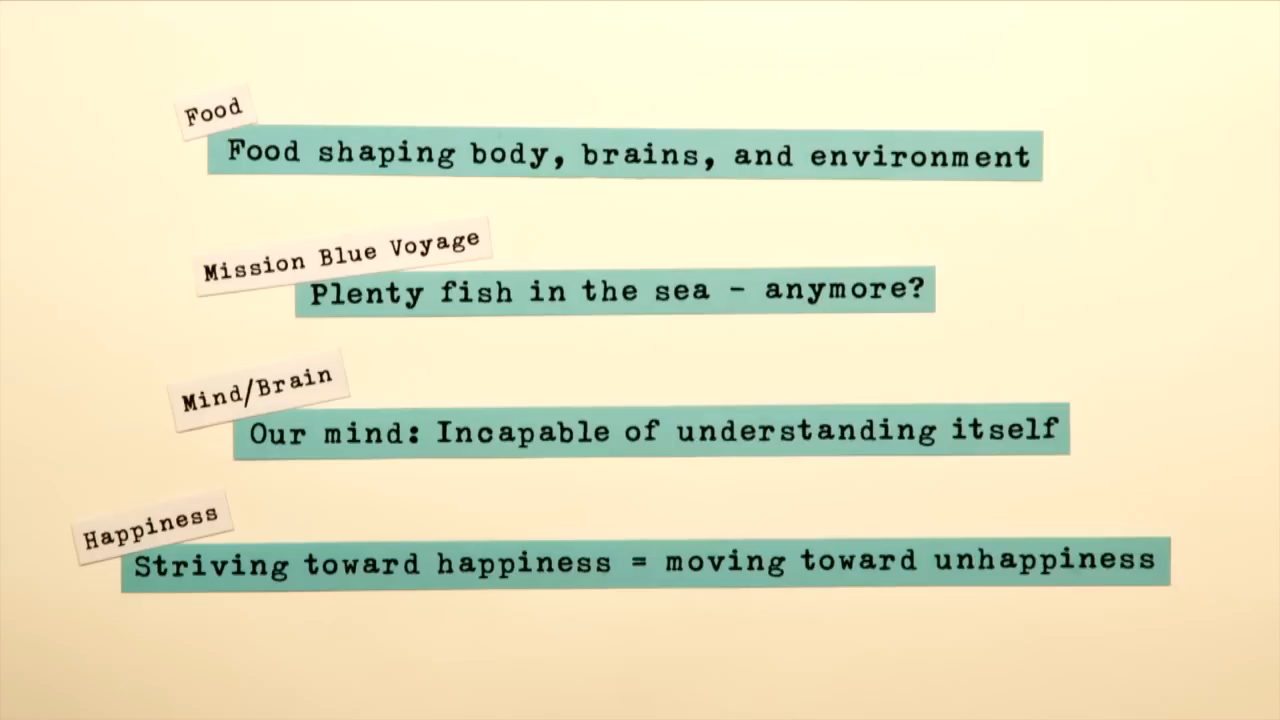 Food
Food shaping body, brains, and environment
Mission Blue Voyage
Plenty fish in the sea - anymore?
Mind/Brain
Our mind: Incapable of understanding itself
Happiness
Striving toward happiness = moving toward unhappiness